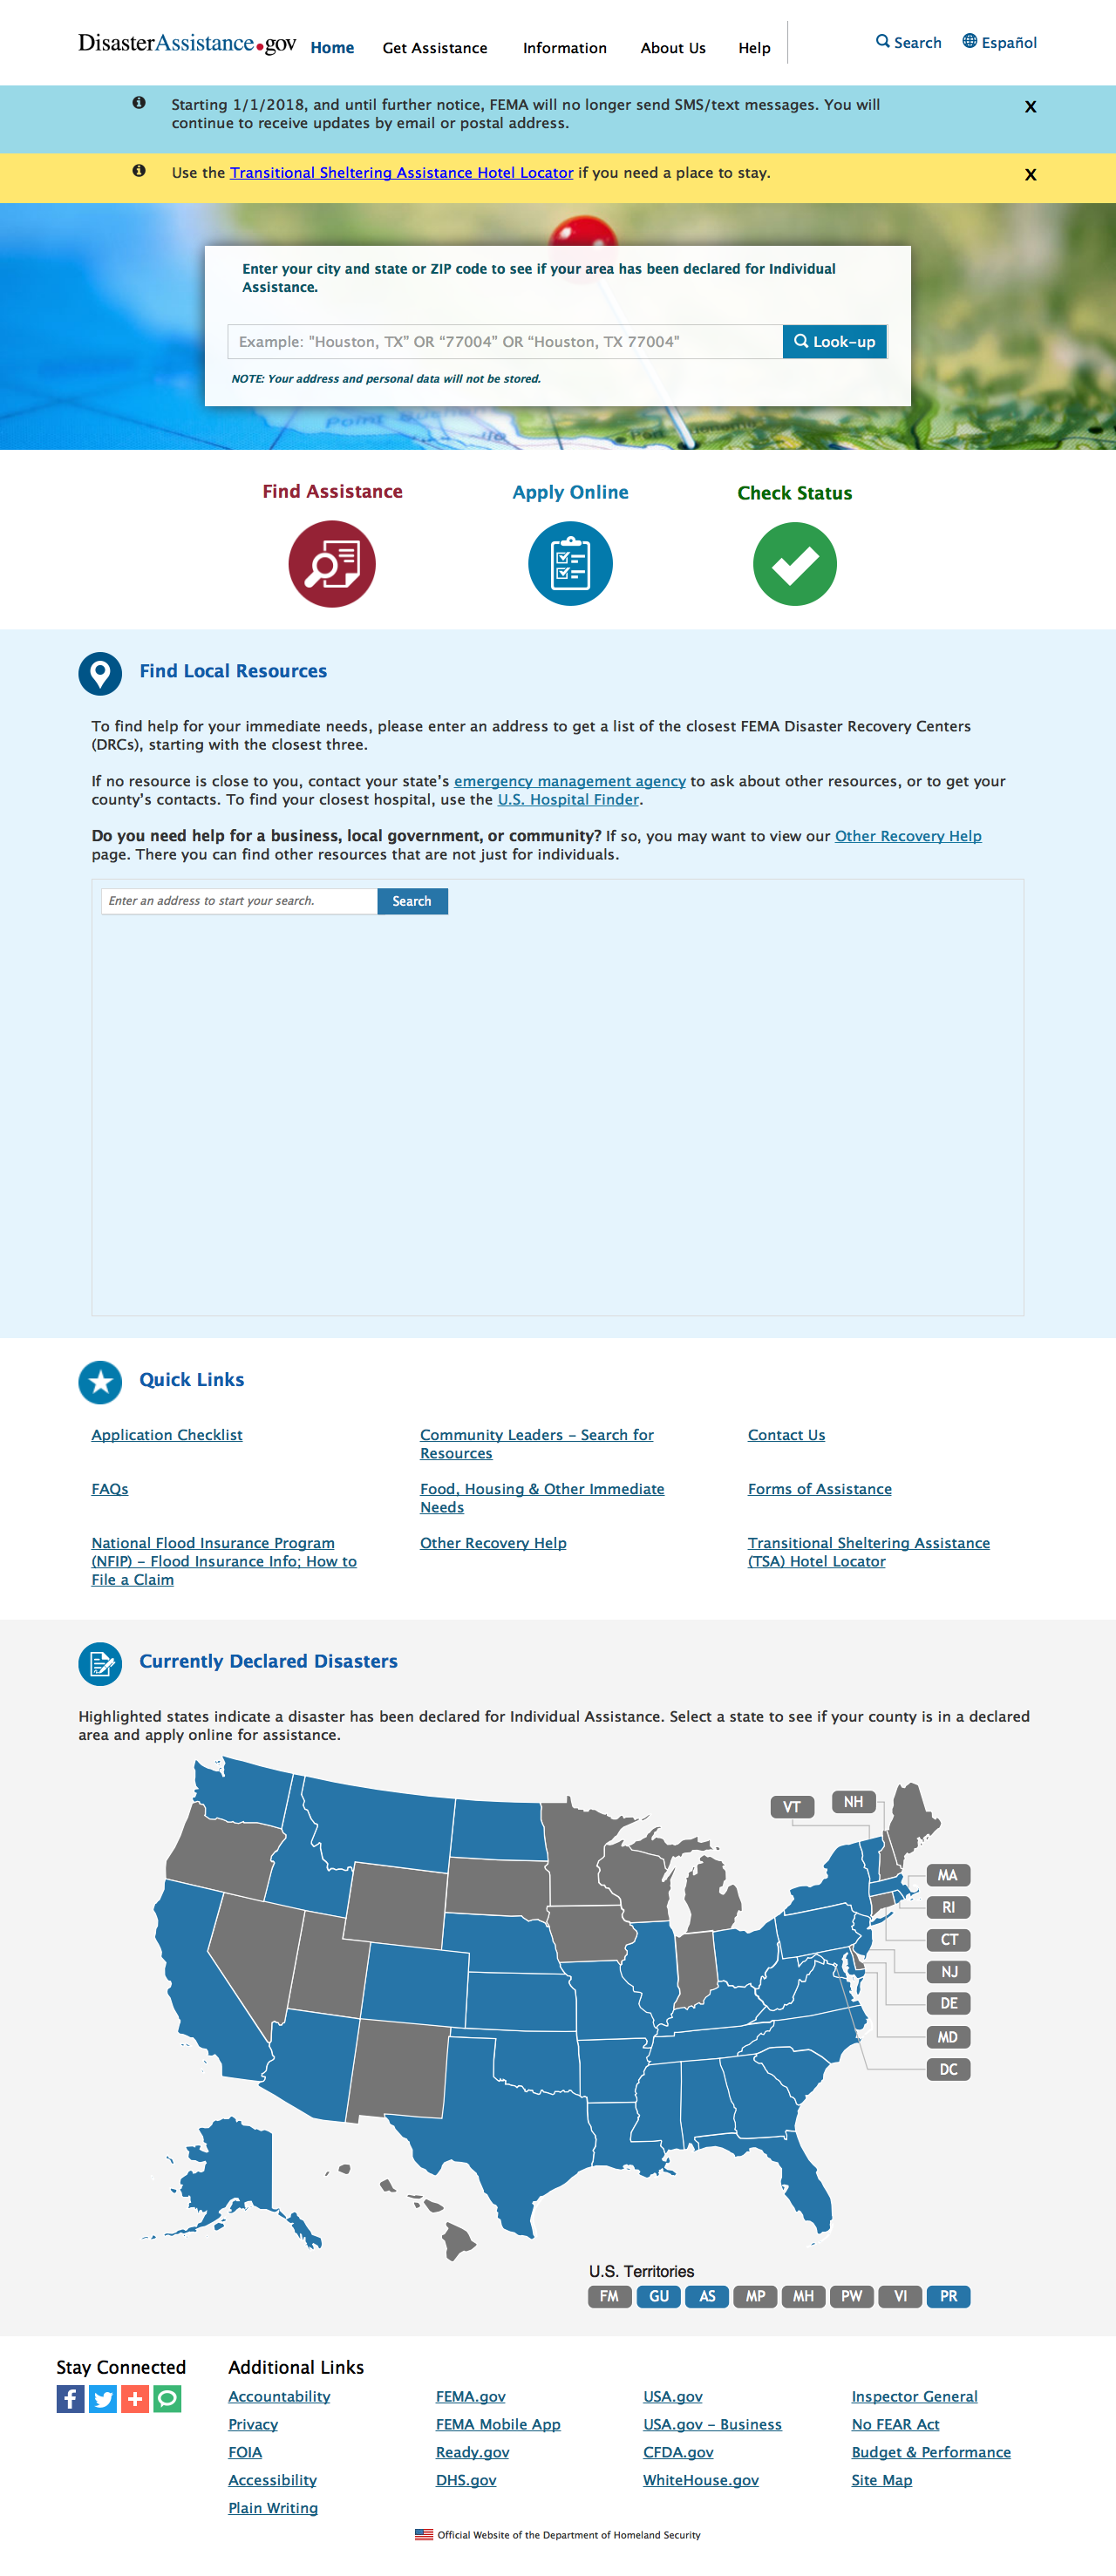 DisasterAssistance.gov
Home
Get Assistance
Information
About Us
Help
Search
Español
Starting 1/1/2018, and until further notice, FEMA will no longer send SMS/text messages. You will
continue to receive updates by email or postal address.
X
Use the Transitional Sheltering Assistance Hotel Locator if you need a place to stay.
X
Enter your city and state or ZIP code to see if your area has been declared for Individual
Assistance.
Example: "Houston, TX" OR “77004” OR “Houston, TX 77004"
Look-up
NOTE: Your address and personal data will not be stored.
Find Assistance
Apply Online
Check Status
Find Local Resources
To find help for your immediate needs, please enter an address to get a list of the closest FEMA Disaster Recovery Centers
(DRCs), starting with the closest three.
If no resource is close to you, contact your state’s emergency management agency to ask about other resources, or to get your
county’s contacts. To find your closest hospital, use the U.S. Hospital Finder.
Do you need help for a business, local government, or community? If so, you may want to view our Other Recovery Help
page. There you can find other resources that are not just for individuals.
Enter an address to start your search.
Search
Quick Links
Application Checklist
Community Leaders – Search for
Resources
Contact Us
FAQs
Food, Housing & Other Immediate
Needs
Forms of Assistance
National Flood Insurance Program
(NFIP) – Flood Insurance Info; How to
File a Claim
Other Recovery Help
Transitional Sheltering Assistance
(TSA) Hotel Locator
Currently Declared Disasters
Highlighted states indicate a disaster has been declared for Individual Assistance. Select a state to see if your county is in a declared
area and apply online for assistance.
VT
NH
MA
RI
CT
NJ
DE
MD
DC
U.S. Territories
FM
GU
AS
MP
MH
PW
VI
PR
Stay Connected
Additional Links
Accountability
FEMA.gov
USA.gov
Inspector General
Privacy
FEMA Mobile App
USA.gov – Business
No FEAR Act
FOIA
Ready.gov
CFDA.gov
Budget & Performance
Accessibility
DHS.gov
WhiteHouse.gov
Site Map
Plain Writing
Official Website of the Department of Homeland Security